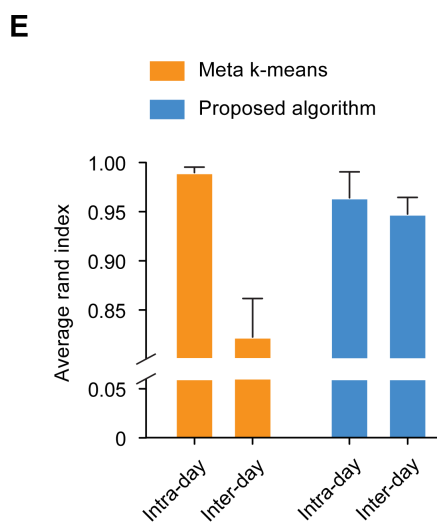 E
Meta k-means
Proposed algorithm
Average rand index
1.00
0.95
0.90
0.85
0.05
0
Intra-day
Inter-day
Intra-day
Inter-day